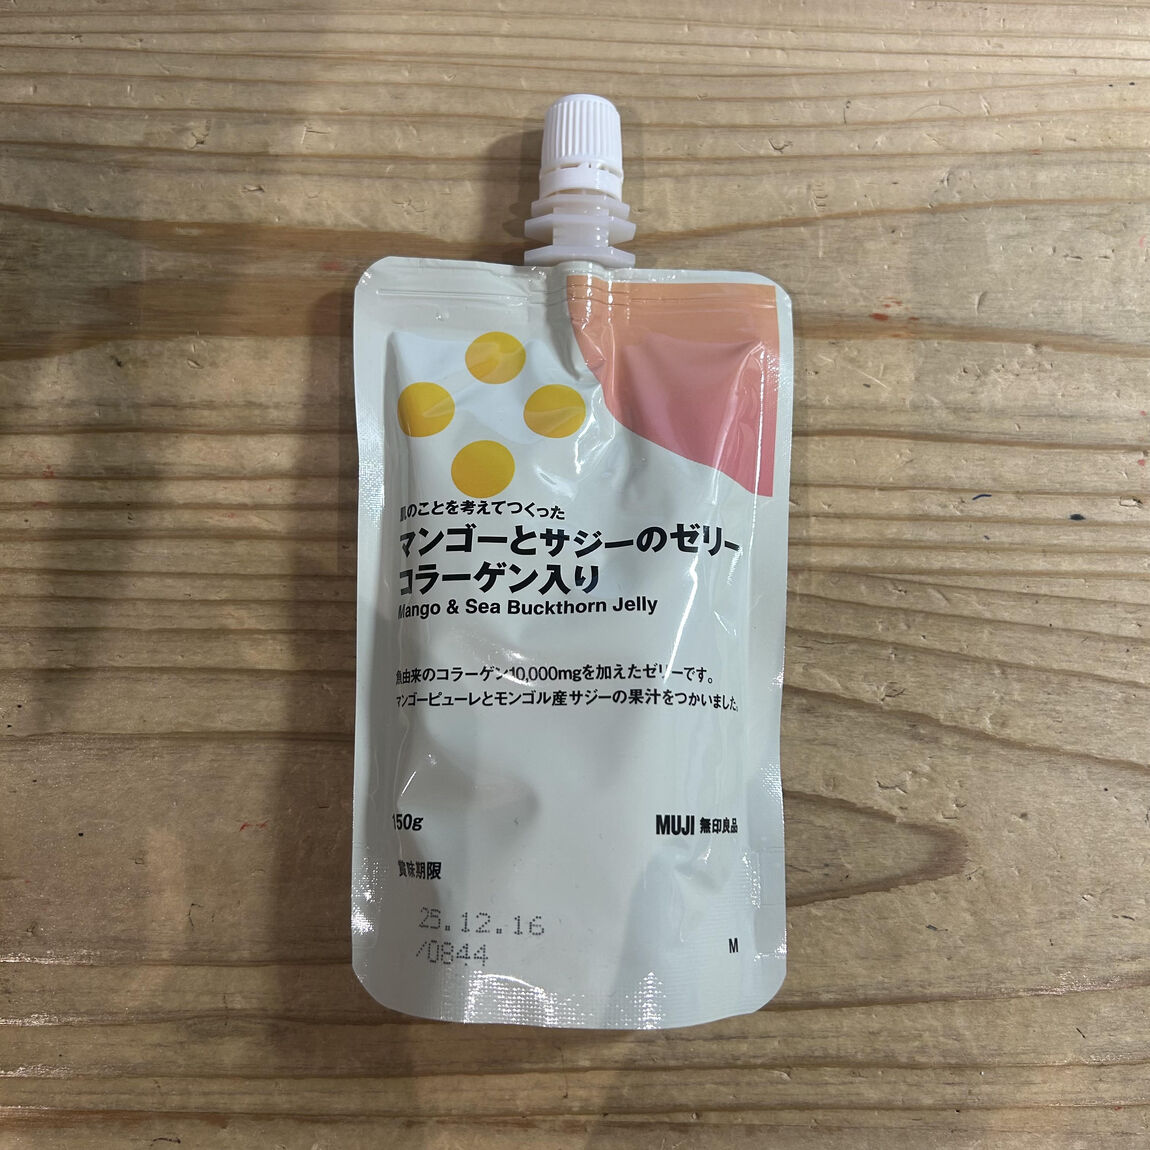 肌のことを考えてつくった
マンゴーとサジーのゼリー
コラーゲン入り
Mango & Sea Buckthorn Jelly
魚由来のコラーゲン10,000mgを加えたゼリーです。
マンゴーピューレとモンゴル産サジーの果汁をつかいました。
150g
MUJI 無印良品
賞味期限
25.12.16
/0844
M